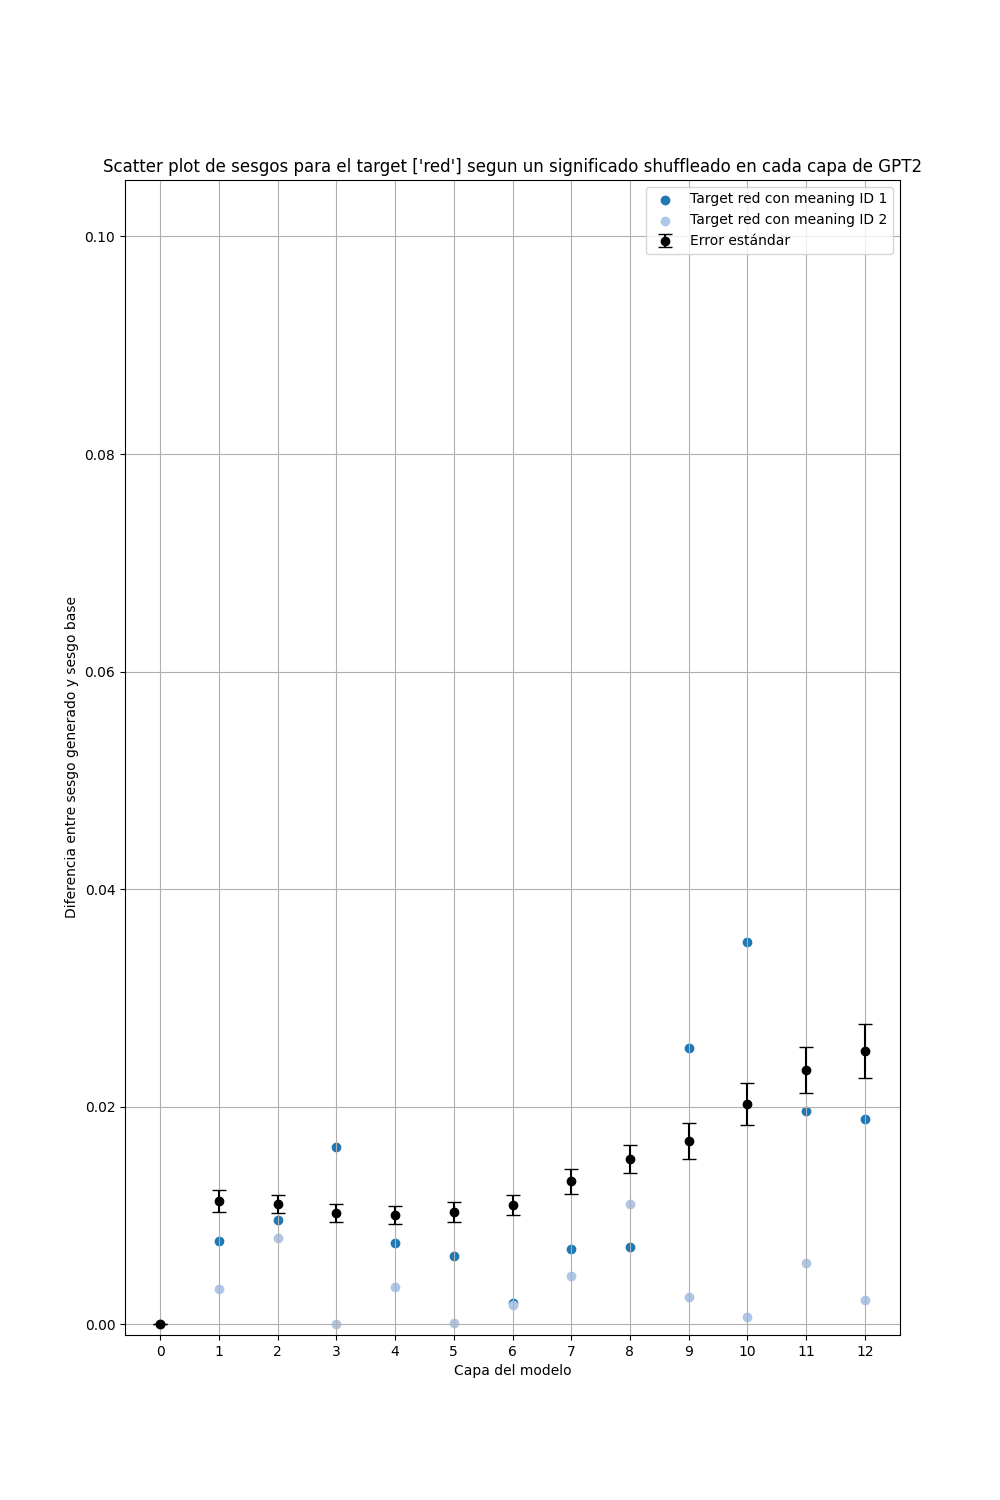 Scatter plot de sesgos para el target ['red'] segun un significado shuffleado en cada capa de GPT2
Target red con meaning ID 1
Target red con meaning ID 2
Error estándar
Diferencia entre sesgo generado y sesgo base
0.10
0.08
0.06
0.04
0.02
0.00
0 1 2 3 4 5 6 7 8 9 10 11 12
Capa del modelo